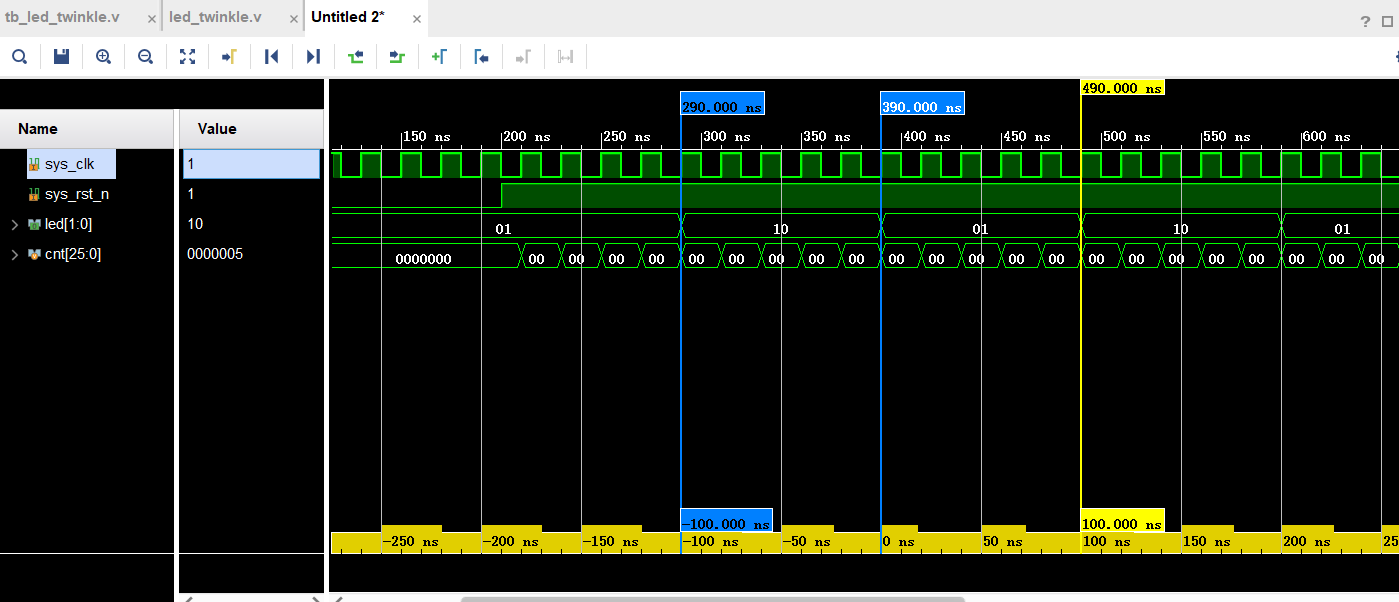 tb_led_twinkle.v × led_twinkle.v × Untitled 2* × ?
290.000 ns 390.000 ns 490.000 ns
Name Value 150 ns 200 ns 250 ns 300 ns 350 ns 400 ns 450 ns 500 ns 550 ns 600 ns
sys_clk 1
sys_rst_n 1
led[1:0] 10 01 10 01 10 01
cnt[25:0] 0000005 0000000 00 00 00 00 00 00 00 00 00 00 00 00 00 00 00 00 00 00 00 00 00 00
-100.000 ns 100.000 ns
-250 ns -200 ns -150 ns -100 ns -50 ns 0 ns 50 ns 100 ns 150 ns 200 ns 25